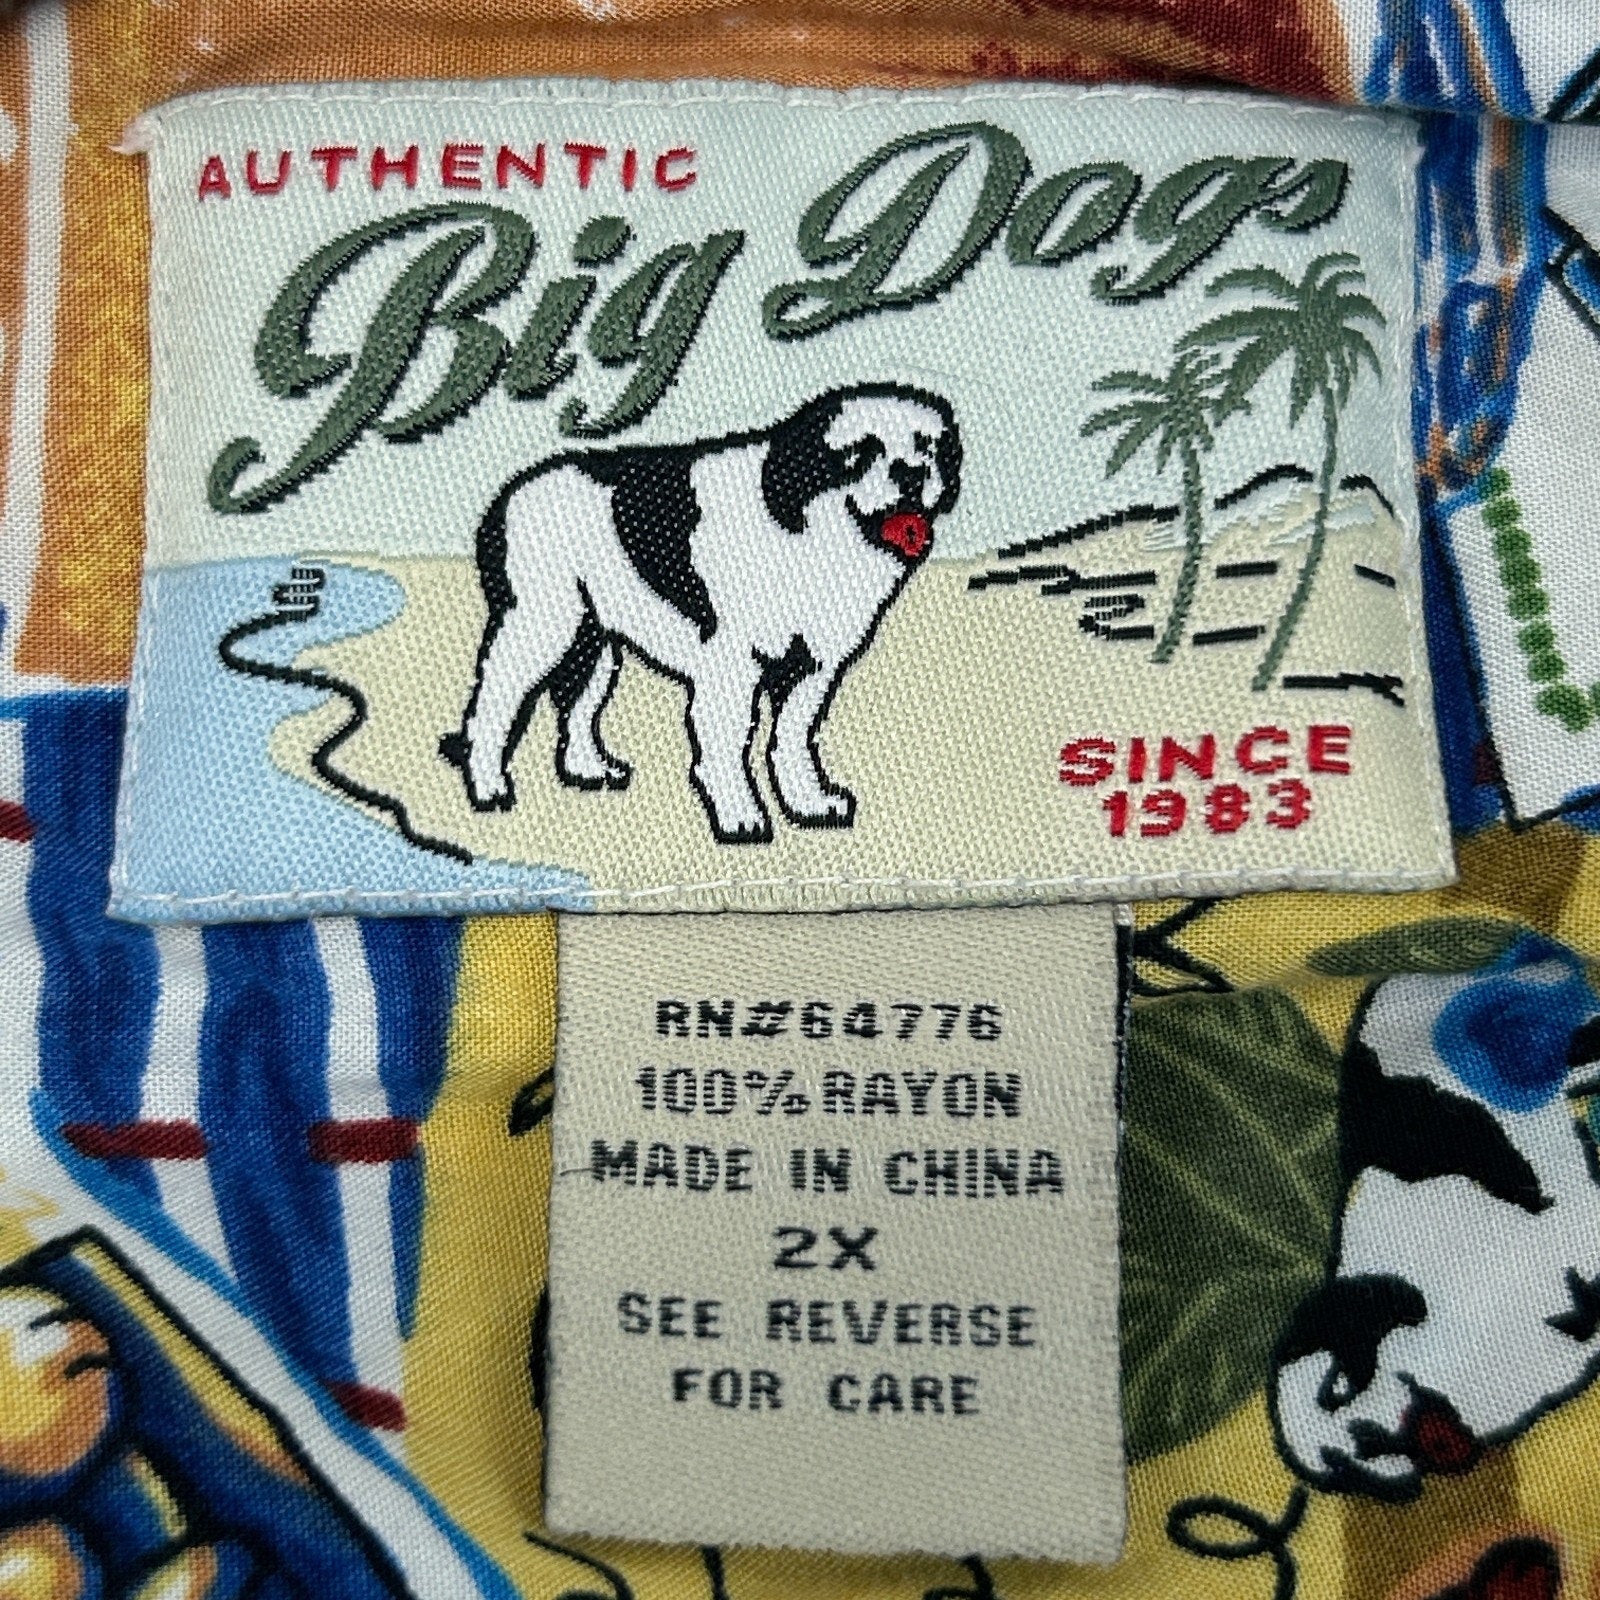 AUTHENTIC
Big Dogs
SINCE
1983
RN#64776
100% RAYON
MADE IN CHINA
2X
SEE REVERSE
FOR CARE